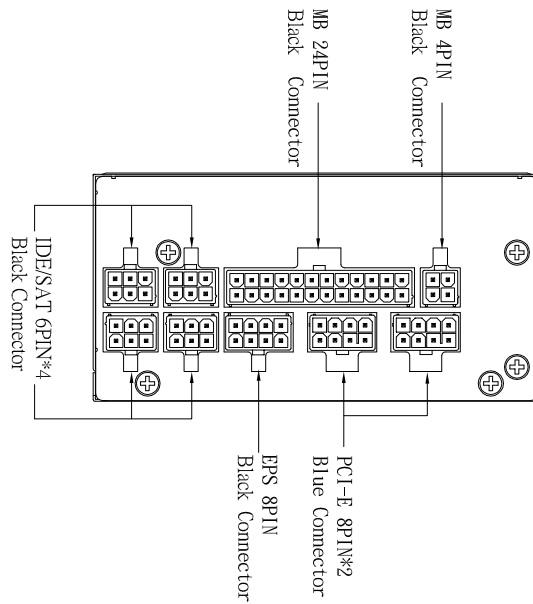 MB 4PIN
Black Connector
MB 24PIN
Black Connector
IDE/SAT 6PIN*4
Black Connector
EPS 8PIN
Black Connector
PCI-E 8PIN*2
Blue Connector